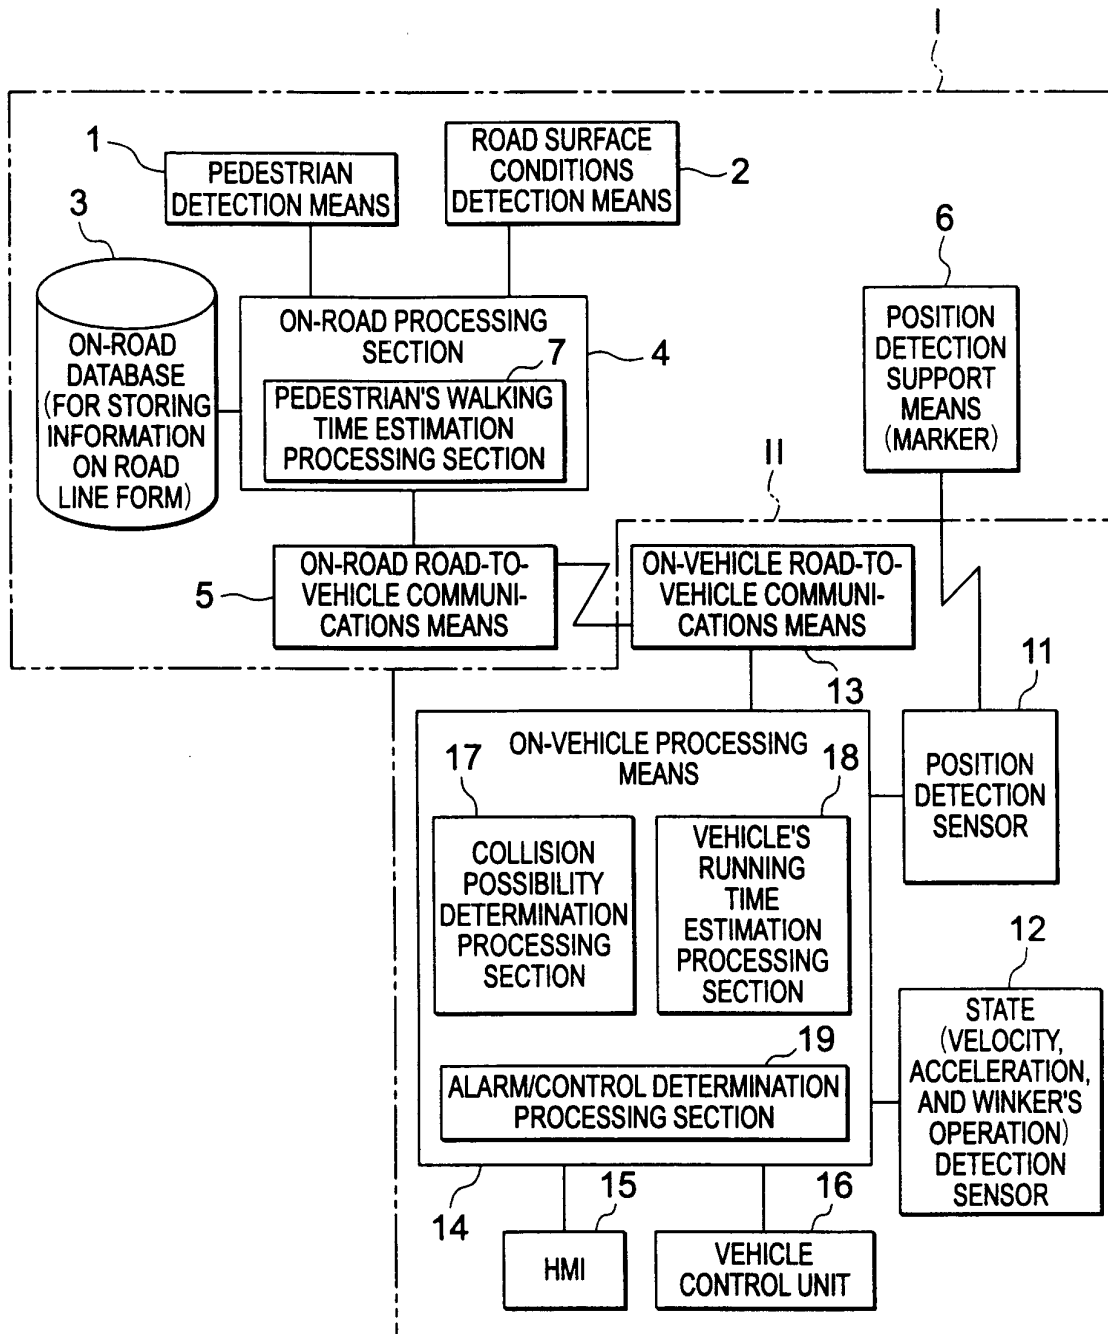 I
1
PEDESTRIAN
DETECTION MEANS
ROAD SURFACE
CONDITIONS
DETECTION MEANS
2
3
ON-ROAD
DATABASE
(FOR STORING
INFORMATION
ON ROAD
LINE FORM)
ON-ROAD PROCESSING
SECTION
4
7
PEDESTRIAN'S WALKING
TIME ESTIMATION
PROCESSING SECTION
6
POSITION
DETECTION
SUPPORT
MEANS
(MARKER)
II
5
ON-ROAD ROAD-TO-
VEHICLE COMMUNI-
CATIONS MEANS
ON-VEHICLE ROAD-TO-
VEHICLE COMMUNI-
CATIONS MEANS
13
11
POSITION
DETECTION
SENSOR
ON-VEHICLE PROCESSING
MEANS
17
COLLISION
POSSIBILITY
DETERMINATION
PROCESSING
SECTION
18
VEHICLE'S
RUNNING
TIME
ESTIMATION
PROCESSING
SECTION
12
STATE
(VELOCITY,
ACCELERATION,
AND WINKER'S
OPERATION)
DETECTION
SENSOR
19
ALARM/CONTROL DETERMINATION
PROCESSING SECTION
14
15
HMI
16
VEHICLE
CONTROL UNIT